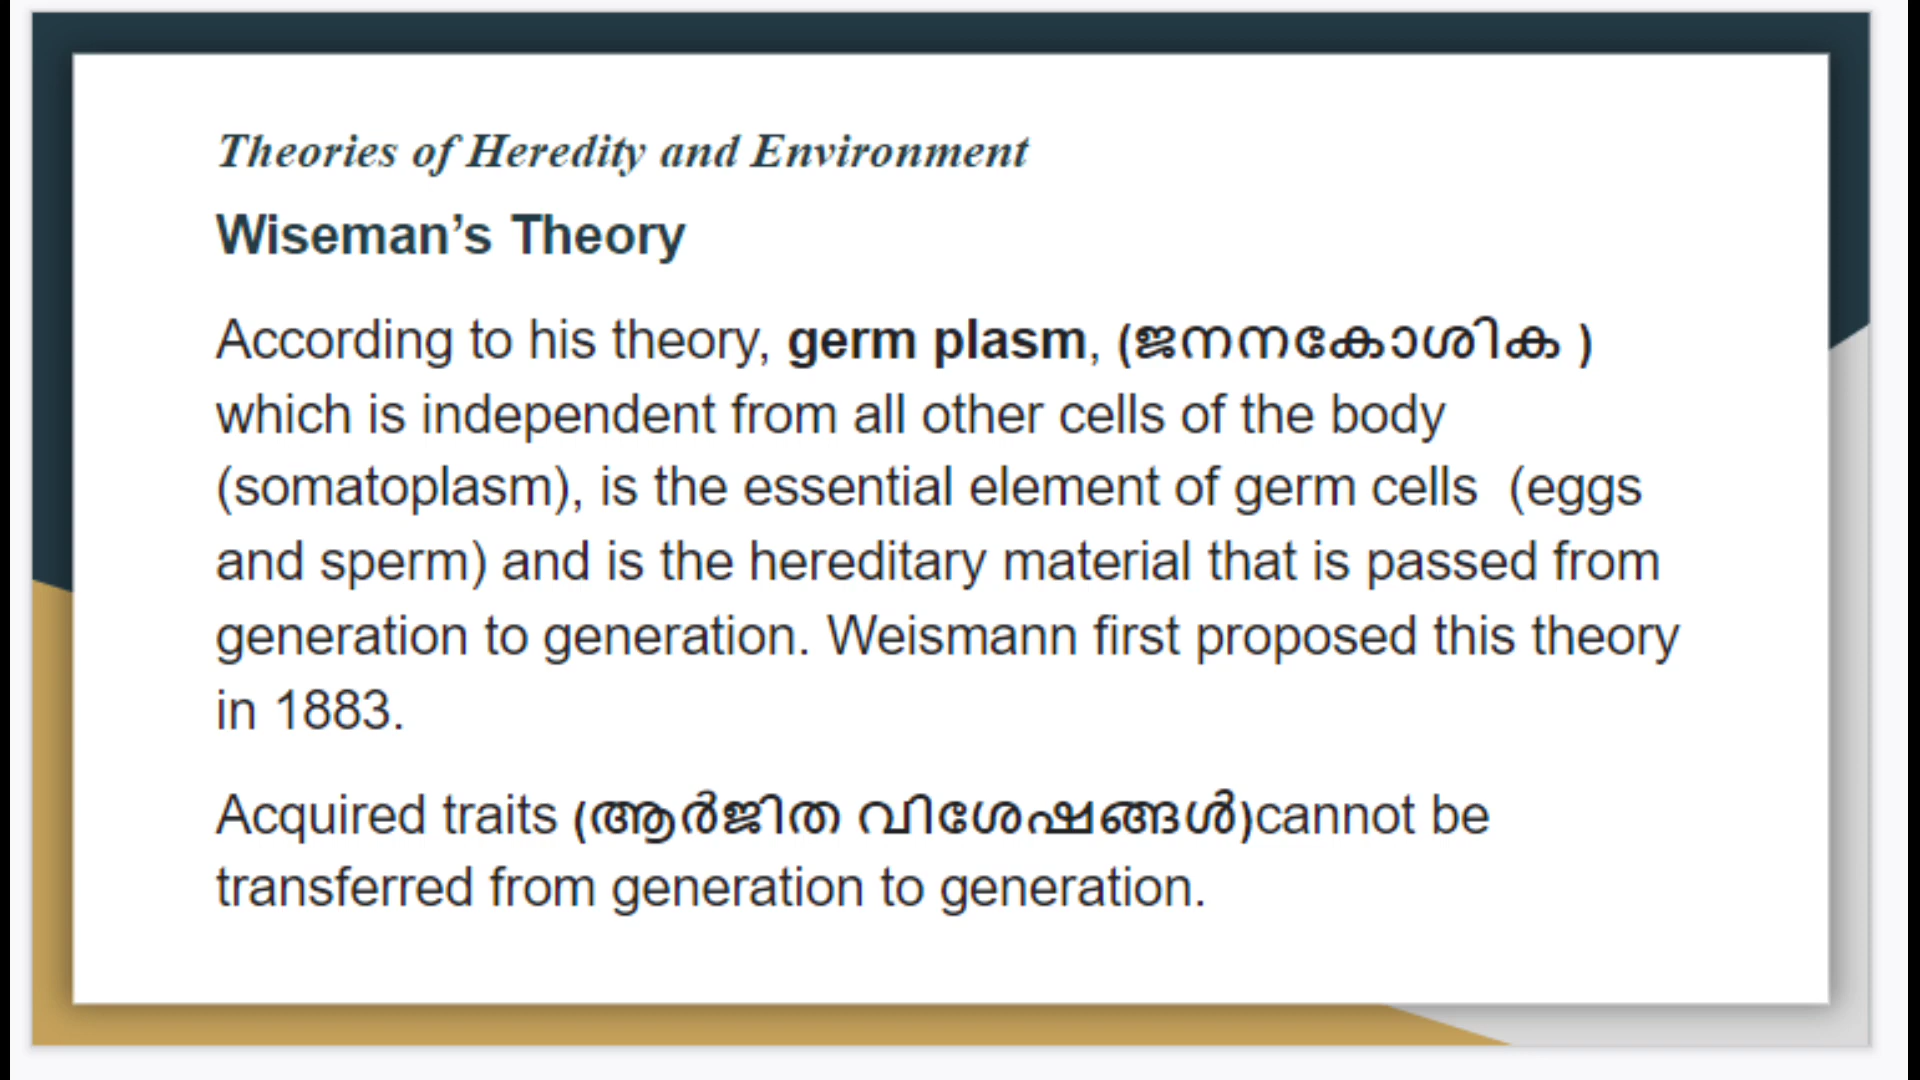 Theories of Heredity and Environment
Wiseman’s Theory
According to his theory, germ plasm, (ജനനകോശിക )
which is independent from all other cells of the body
(somatoplasm), is the essential element of germ cells  (eggs
and sperm) and is the hereditary material that is passed from
generation to generation. Weismann first proposed this theory
in 1883.
Acquired traits (ആർജിത വിശേഷങ്ങൾ)cannot be
transferred from generation to generation.